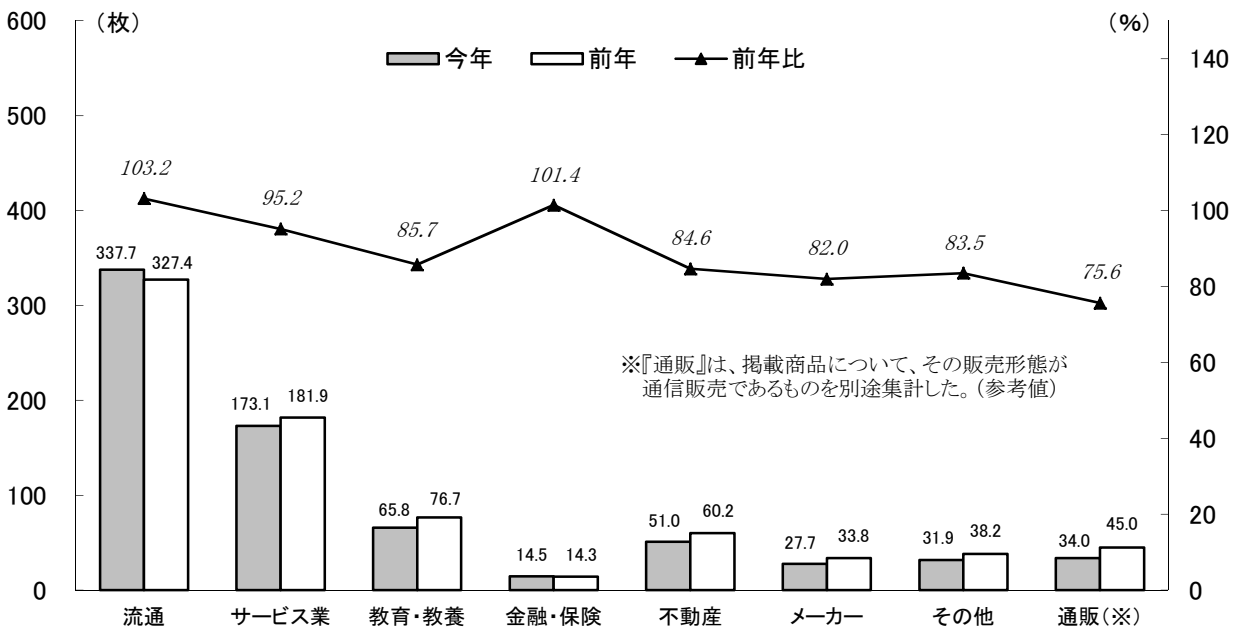 600 （枚） （％）
今年 前年 前年比 140
500 120
103.2 95.2 85.7 101.4 84.6 82.0 83.5 75.6
400 100
337.7 327.4
300 80
※『通販』は、掲載商品について、その販売形態が
通信販売であるものを別途集計した。（参考値）
60
200 173.1 181.9 40
100 65.8 76.7 14.5 14.3 51.0 60.2 27.7 33.8 31.9 38.2 34.0 45.0 20
0 0
流通 サービス業 教育・教養 金融・保険 不動産 メーカー その他 通販（※）